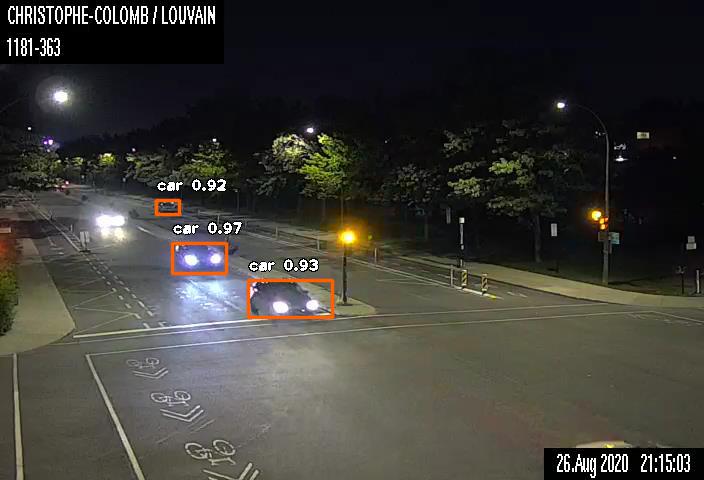 CHRISTOPHE-COLOMB / LOUVAIN
1181-363
car 0.92
car 0.97
car 0.93
26.Aug 2020 21:15:03